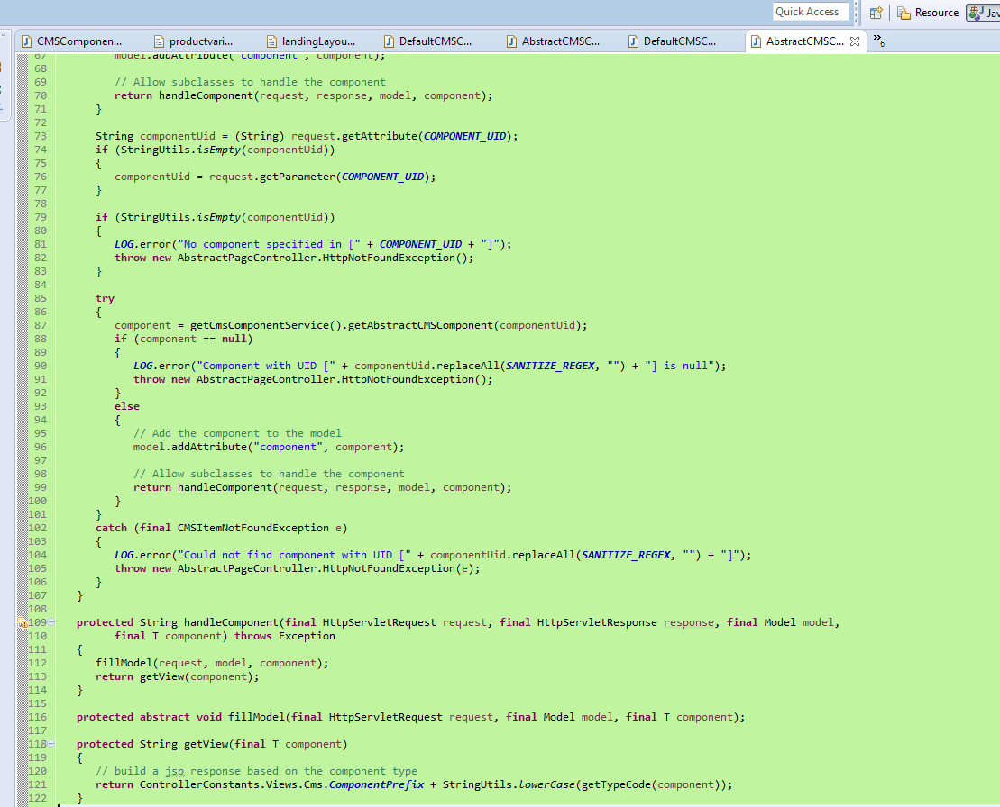 Quick Access
Resource
Jav
CMSComponen...
productvari...
landingLayou...
DefaultCMSC...
AbstractCMSC...
DefaultCMSC...
AbstractCMSC...
»6
67 model.addAttribute("component", component);
68
69 // Allow subclasses to handle the component
70 return handleComponent(request, response, model, component);
71 }
72
73 String componentUid = (String) request.getAttribute(COMPONENT_UID);
74 if (StringUtils.isEmpty(componentUid))
75 {
76 componentUid = request.getParameter(COMPONENT_UID);
77 }
78
79 if (StringUtils.isEmpty(componentUid))
80 {
81 LOG.error("No component specified in [" + COMPONENT_UID + "]");
82 throw new AbstractPageController.HttpNotFoundException();
83 }
84
85 try
86 {
87 component = getCmsComponentService().getAbstractCMSComponent(componentUid);
88 if (component == null)
89 {
90 LOG.error("Component with UID [" + componentUid.replaceAll(SANITIZE_REGEX, "") + "] is null");
91 throw new AbstractPageController.HttpNotFoundException();
92 }
93 else
94 {
95 // Add the component to the model
96 model.addAttribute("component", component);
97
98 // Allow subclasses to handle the component
99 return handleComponent(request, response, model, component);
100 }
101 }
102 catch (final CMSItemNotFoundException e)
103 {
104 LOG.error("Could not find component with UID [" + componentUid.replaceAll(SANITIZE_REGEX, "") + "]");
105 throw new AbstractPageController.HttpNotFoundException(e);
106 }
107 }
108
109 protected String handleComponent(final HttpServletRequest request, final HttpServletResponse response, final Model model,
110 final T component) throws Exception
111 {
112 fillModel(request, model, component);
113 return getView(component);
114 }
115
116 protected abstract void fillModel(final HttpServletRequest request, final Model model, final T component);
117
118 protected String getView(final T component)
119 {
120 // build a jsp response based on the component type
121 return ControllerConstants.Views.Cms.ComponentPrefix + StringUtils.lowerCase(getTypeCode(component));
122 }